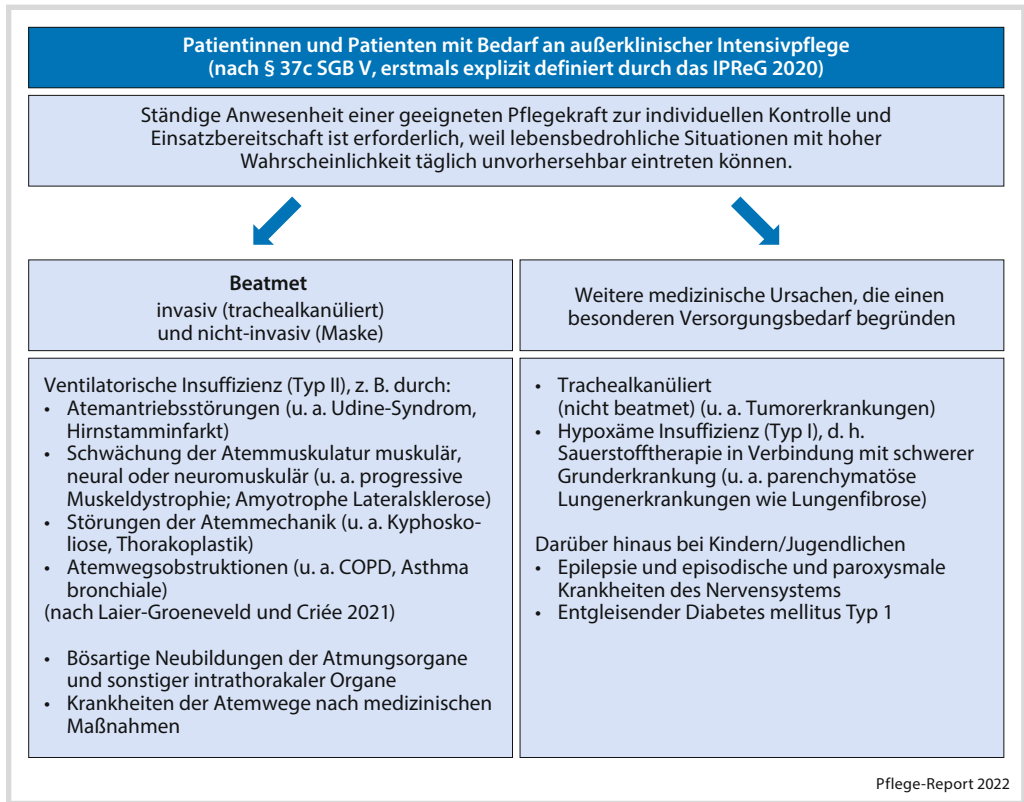 Patientinnen und Patienten mit Bedarf an außerklinischer Intensivpflege
(nach § 37c SGB V, erstmals explizit definiert durch das IPReG 2020)
Ständige Anwesenheit einer geeigneten Pflegekraft zur individuellen Kontrolle und
Einsatzbereitschaft ist erforderlich, weil lebensbedrohliche Situationen mit hoher
Wahrscheinlichkeit täglich unvorhersehbar eintreten können.
Beatmet
invasiv (trachealkanüliert)
und nicht-invasiv (Maske)
Ventilatorische Insuffizienz (Typ II), z. B. durch:
• Atemantriebsstörungen (u. a. Udine-Syndrom,
Hirnstamminfarkt)
• Schwächung der Atemmuskulatur muskulär,
neural oder neuromuskulär (u. a. progressive
Muskeldystrophie; Amyotrophe Lateralsklerose)
• Störungen der Atemmechanik (u. a. Kyphosko-
liose, Thorakoplastik)
• Atemwegsobstruktionen (u. a. COPD, Asthma
bronchiale)
(nach Laier-Groeneveld und Criée 2021)
• Bösartige Neubildungen der Atmungsorgane
und sonstiger intrathorakaler Organe
• Krankheiten der Atemwege nach medizinischen
Maßnahmen
Weitere medizinische Ursachen, die einen
besonderen Versorgungsbedarf begründen
• Trachealkanüliert
(nicht beatmet) (u. a. Tumorerkrankungen)
• Hypoxäme Insuffizienz (Typ I), d. h.
Sauerstofftherapie in Verbindung mit schwerer
Grunderkrankung (u. a. parenchymatöse
Lungenerkrankungen wie Lungenfibrose)
Darüber hinaus bei Kindern/Jugendlichen
• Epilepsie und episodische und paroxysmale
Krankheiten des Nervensystems
• Entgleisender Diabetes mellitus Typ 1
Pflege-Report 2022